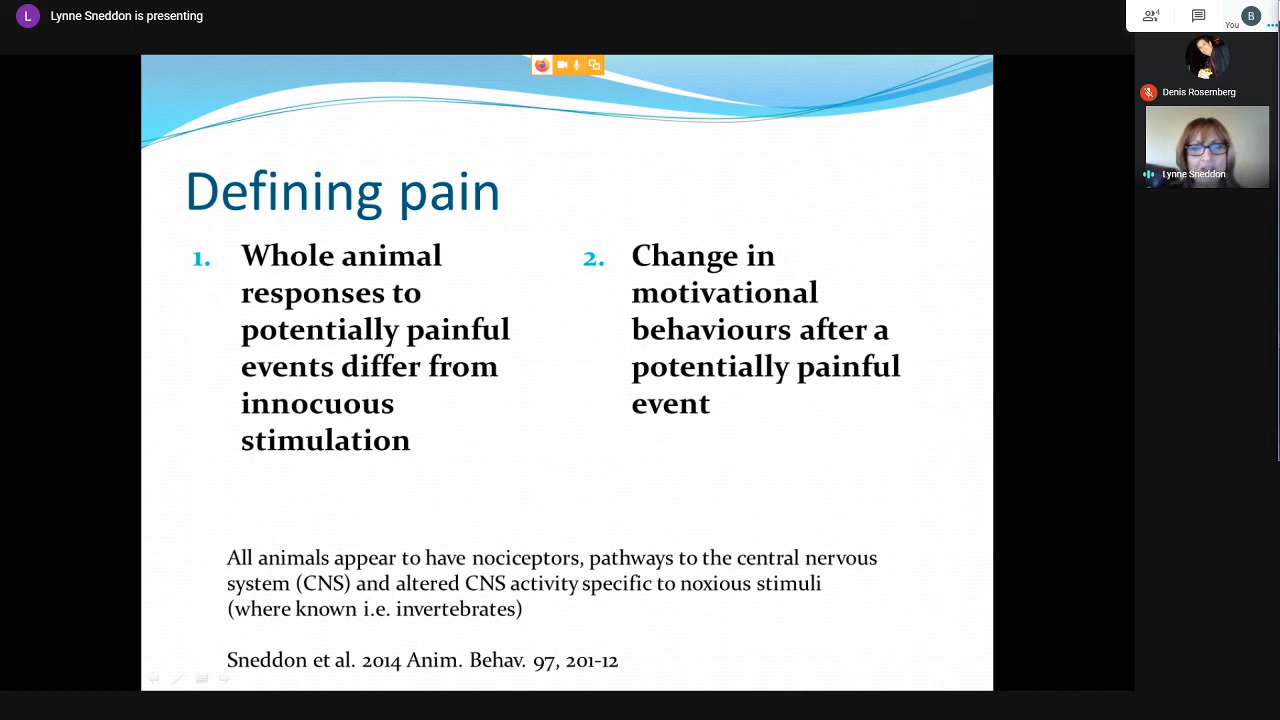 L
Lynne Sneddon is presenting
4
You
B
Denis Rosemberg
Lynne Sneddon
Defining pain
1. Whole animal
responses to
potentially painful
events differ from
innocuous
stimulation
2. Change in
motivational
behaviours after a
potentially painful
event
All animals appear to have nociceptors, pathways to the central nervous
system (CNS) and altered CNS activity specific to noxious stimuli
(where known i.e. invertebrates)
Sneddon et al. 2014 Anim. Behav. 97, 201-12